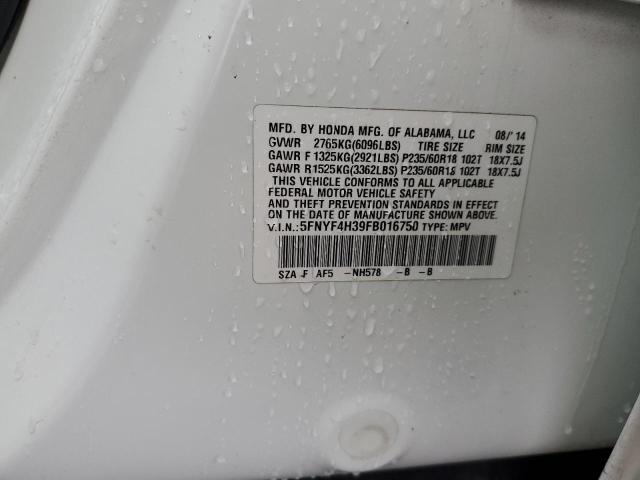 MFD. BY HONDA MFG. OF ALABAMA, LLC 08/'14
GVWR 2765KG(6096LBS) TIRE SIZE RIM SIZE
GAWR F 1325KG(2921LBS) P235/60R18 102T 18X7.5J
GAWR R1525KG(3362LBS) P235/60R18 102T 18X7.5J
THIS VEHICLE CONFORMS TO ALL APPLICABLE
FEDERAL MOTOR VEHICLE SAFETY
AND THEFT PREVENTION STANDARDS IN EFFECT
ON THE DATE OF MANUFACTURE SHOWN ABOVE.
V.I.N.: 5FNYF4H39FB016750 TYPE: MPV
SZA F AF5 -NH578 -B -B